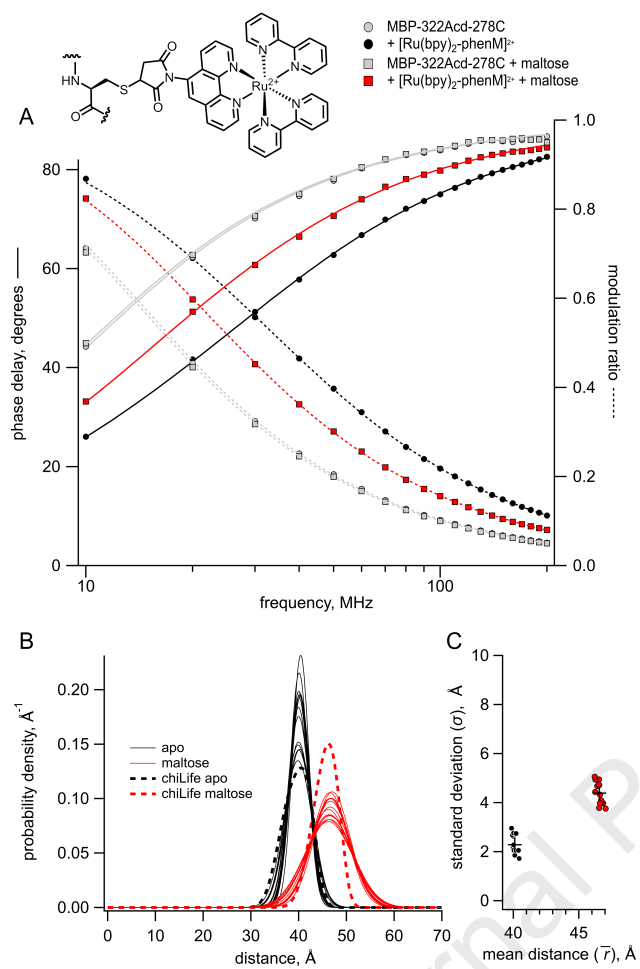 MBP-322Acd-278C
+ [Ru(bpy)₂-phenM]²⁺
MBP-322Acd-278C + maltose
+ [Ru(bpy)₂-phenM]²⁺ + maltose
HN
O
S
O
N
O
N
N
N
N
N
N
Ru²⁺
A
80
60
40
20
0
phase delay, degrees
1.0
0.8
0.6
0.4
0.2
0.0
modulation ratio
10
100
frequency, MHz
B
0.20
0.15
0.10
0.05
0.00
probability density, Å⁻¹
apo
maltose
chiLife apo
chiLife maltose
0 10 20 30 40 50 60 70
distance, Å
C
10
8
6
4
2
0
standard deviation (σ), Å
40 45
mean distance (r̅), Å
rnal P